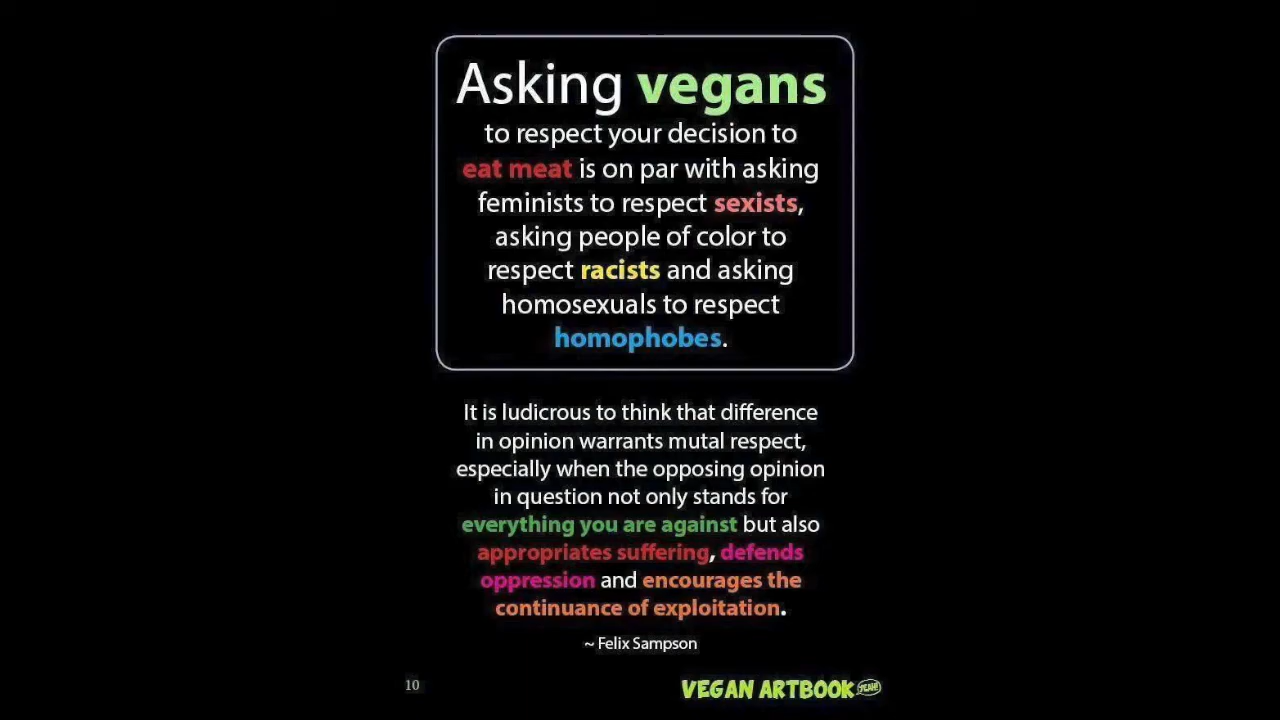 Asking vegans
to respect your decision to
eat meat is on par with asking
feminists to respect sexists,
asking people of color to
respect racists and asking
homosexuals to respect
homophobes.
It is ludicrous to think that difference
in opinion warrants mutal respect,
especially when the opposing opinion
in question not only stands for
everything you are against but also
appropriates suffering, defends
oppression and encourages the
continuance of exploitation.
~ Felix Sampson
10
VEGAN ARTBOOK YEAH!